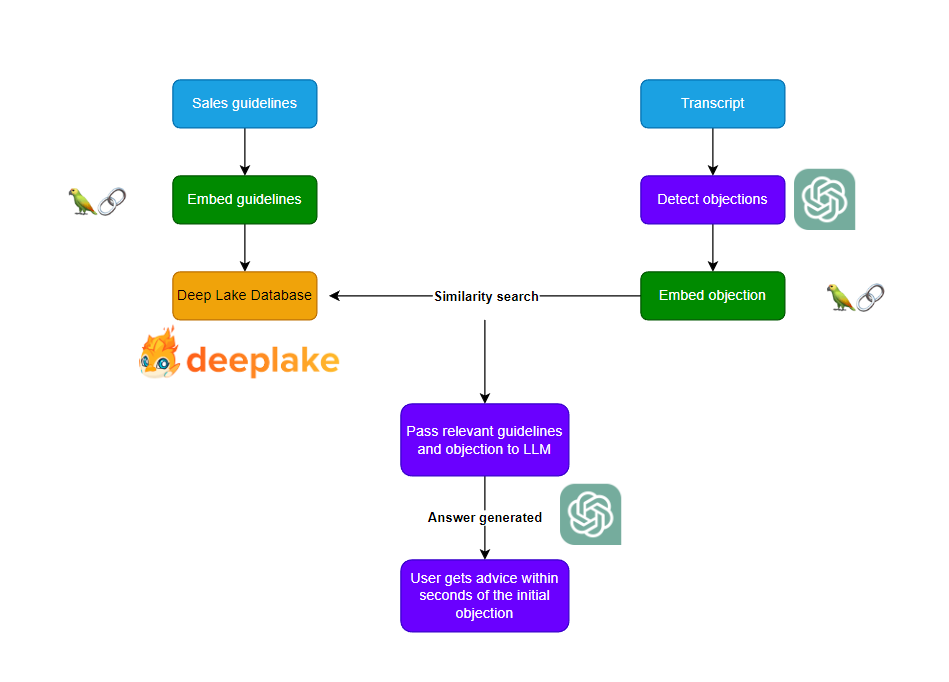 Sales guidelines
Transcript
Embed guidelines
Detect objections
Deep Lake Database
Similarity search
Embed objection
deeplake
Pass relevant guidelines
and objection to LLM
Answer generated
User gets advice within
seconds of the initial
objection